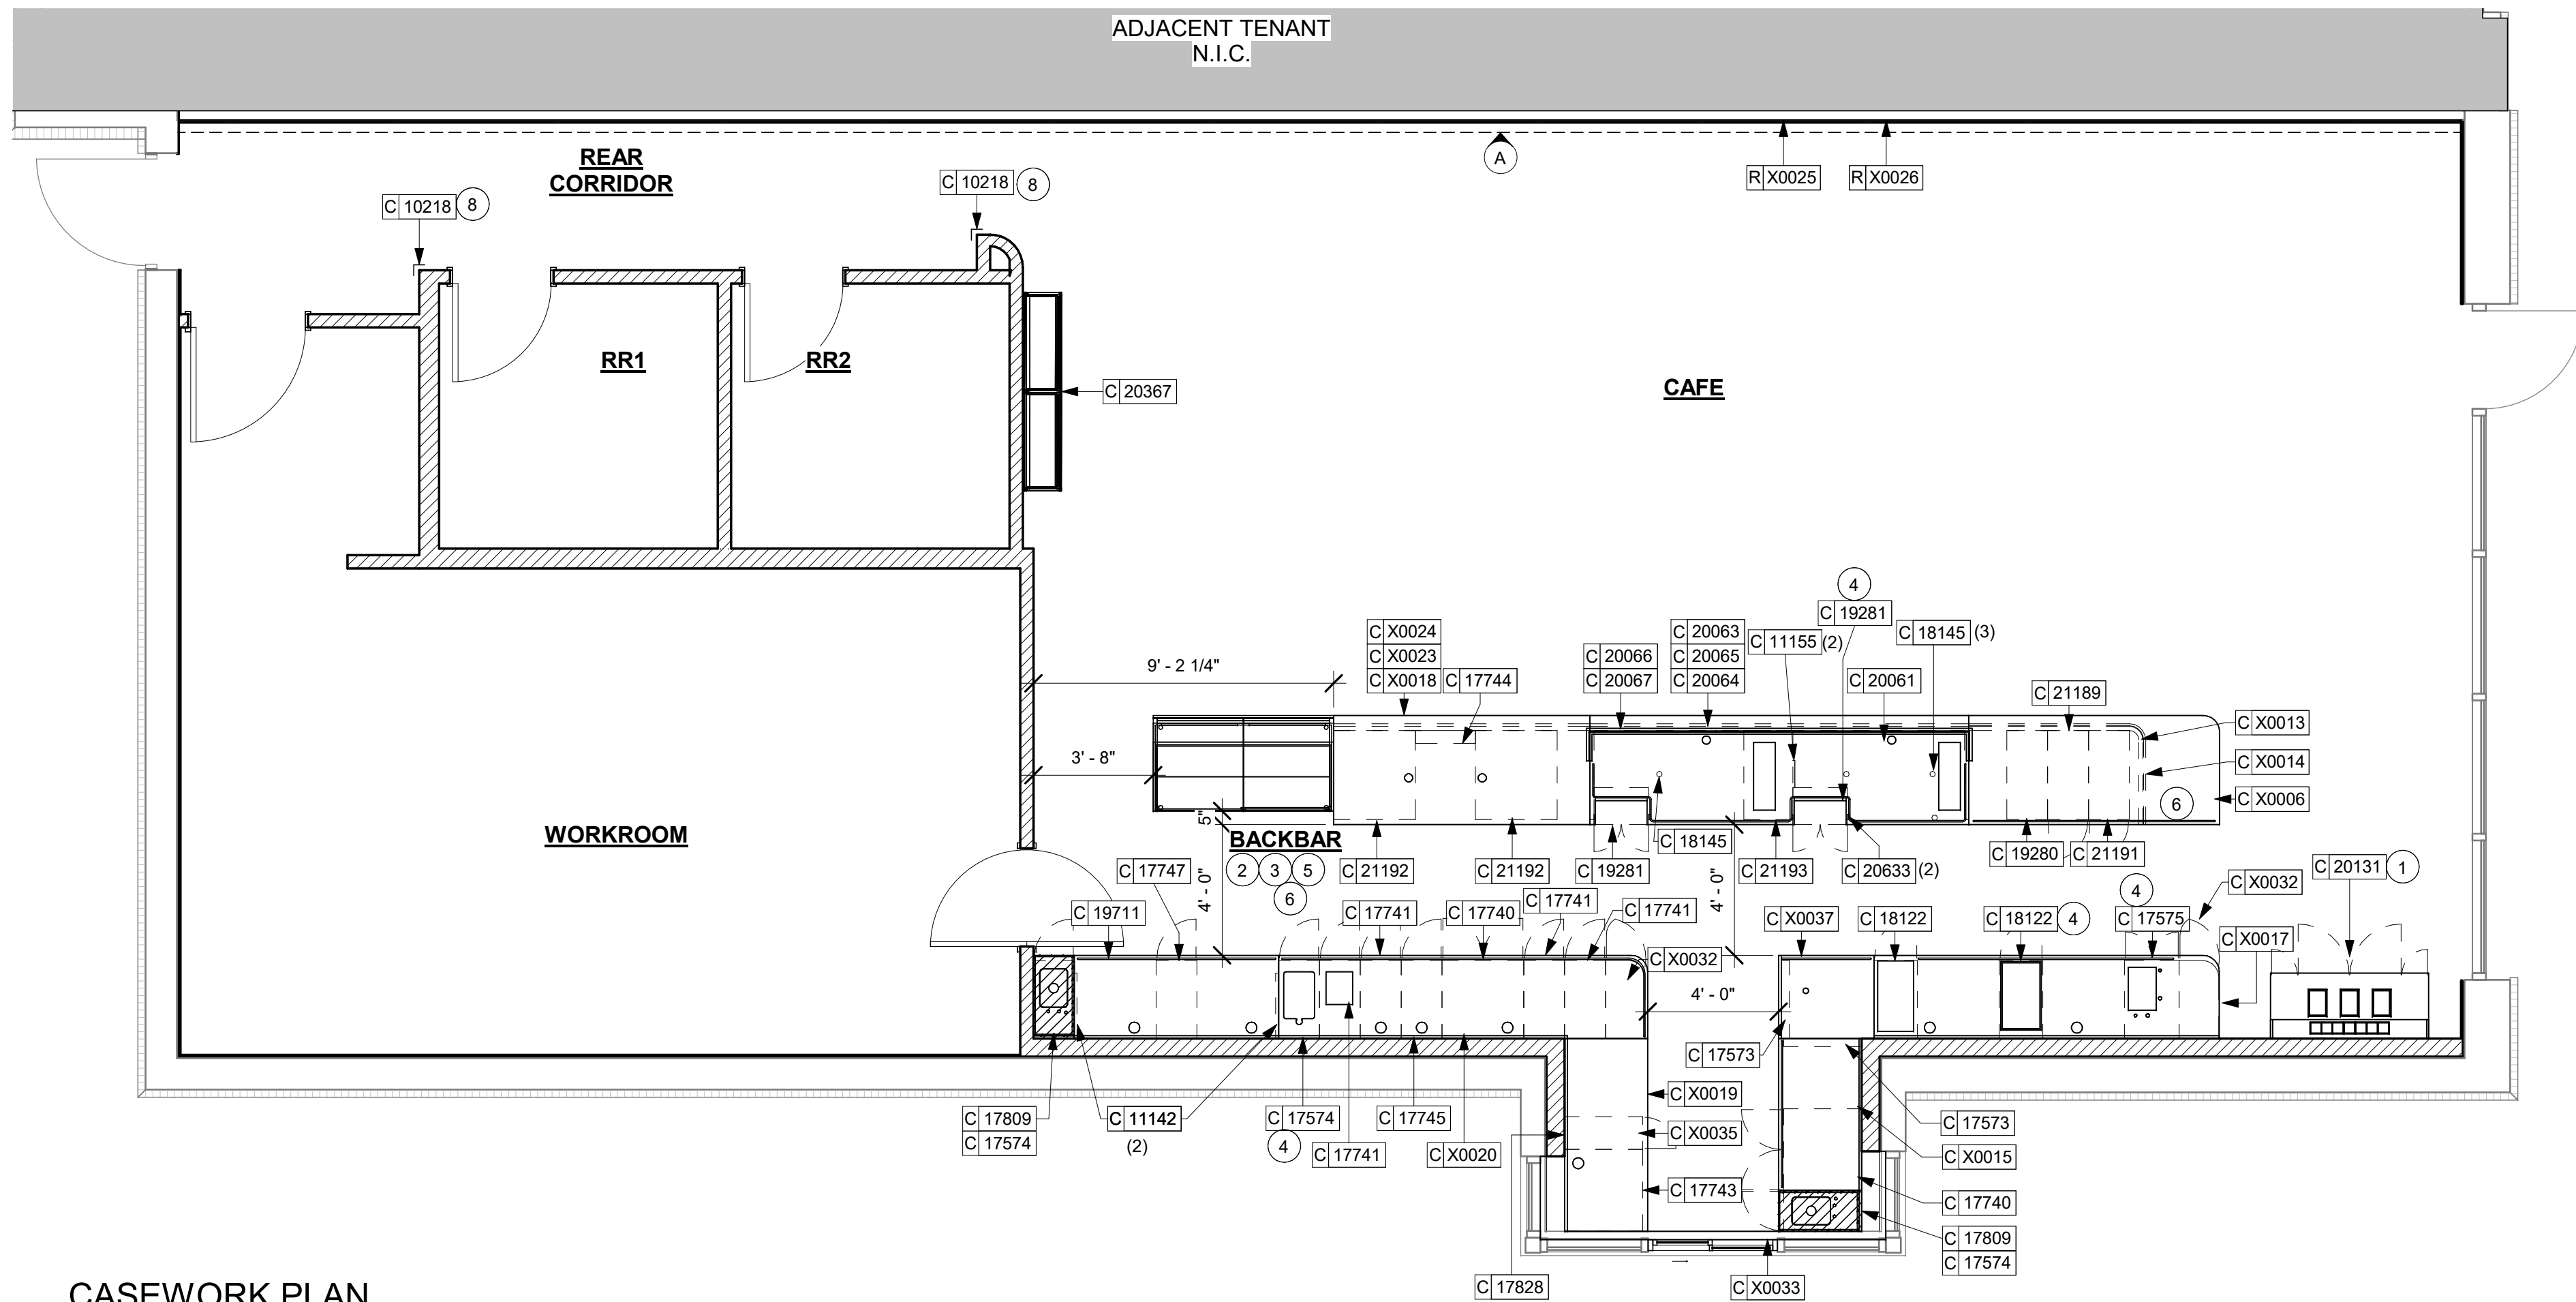 ADJACENT TENANT
N.I.C.
REAR
CORRIDOR
C 10218 8
C 10218 8
A
R X0025
R X0026
RR1
RR2
C 20367
CAFE
4
C 19281
C X0024
C X0023
C X0018
C 17744
C 20066
C 20067
C 20063
C 20065
C 20064
C 11155 (2)
C 18145 (3)
C 20061
C 21189
C X0013
C X0014
C X0006
6
9' - 2 1/4"
3' - 8"
5"
WORKROOM
BACKBAR
2 3 5
6
C 21192
C 21192
C 19281
C 18145
C 21193
C 20633 (2)
C 19280
C 21191
C 20131 1
4' - 0"
4' - 0"
C 17747
C 19711
C 17741
C 17740
C 17741
C 17741
C X0032
C X0037
C 18122
C 18122 4
4
C 17575
C X0032
C X0017
4' - 0"
C 17573
C 17809
C 17574
C 11142
(2)
C 17574
4
C 17741
C 17745
C X0020
C X0019
C X0035
C 17743
C 17573
C X0015
C 17740
C 17809
C 17574
C 17828
C X0033
CASEWORK PLAN